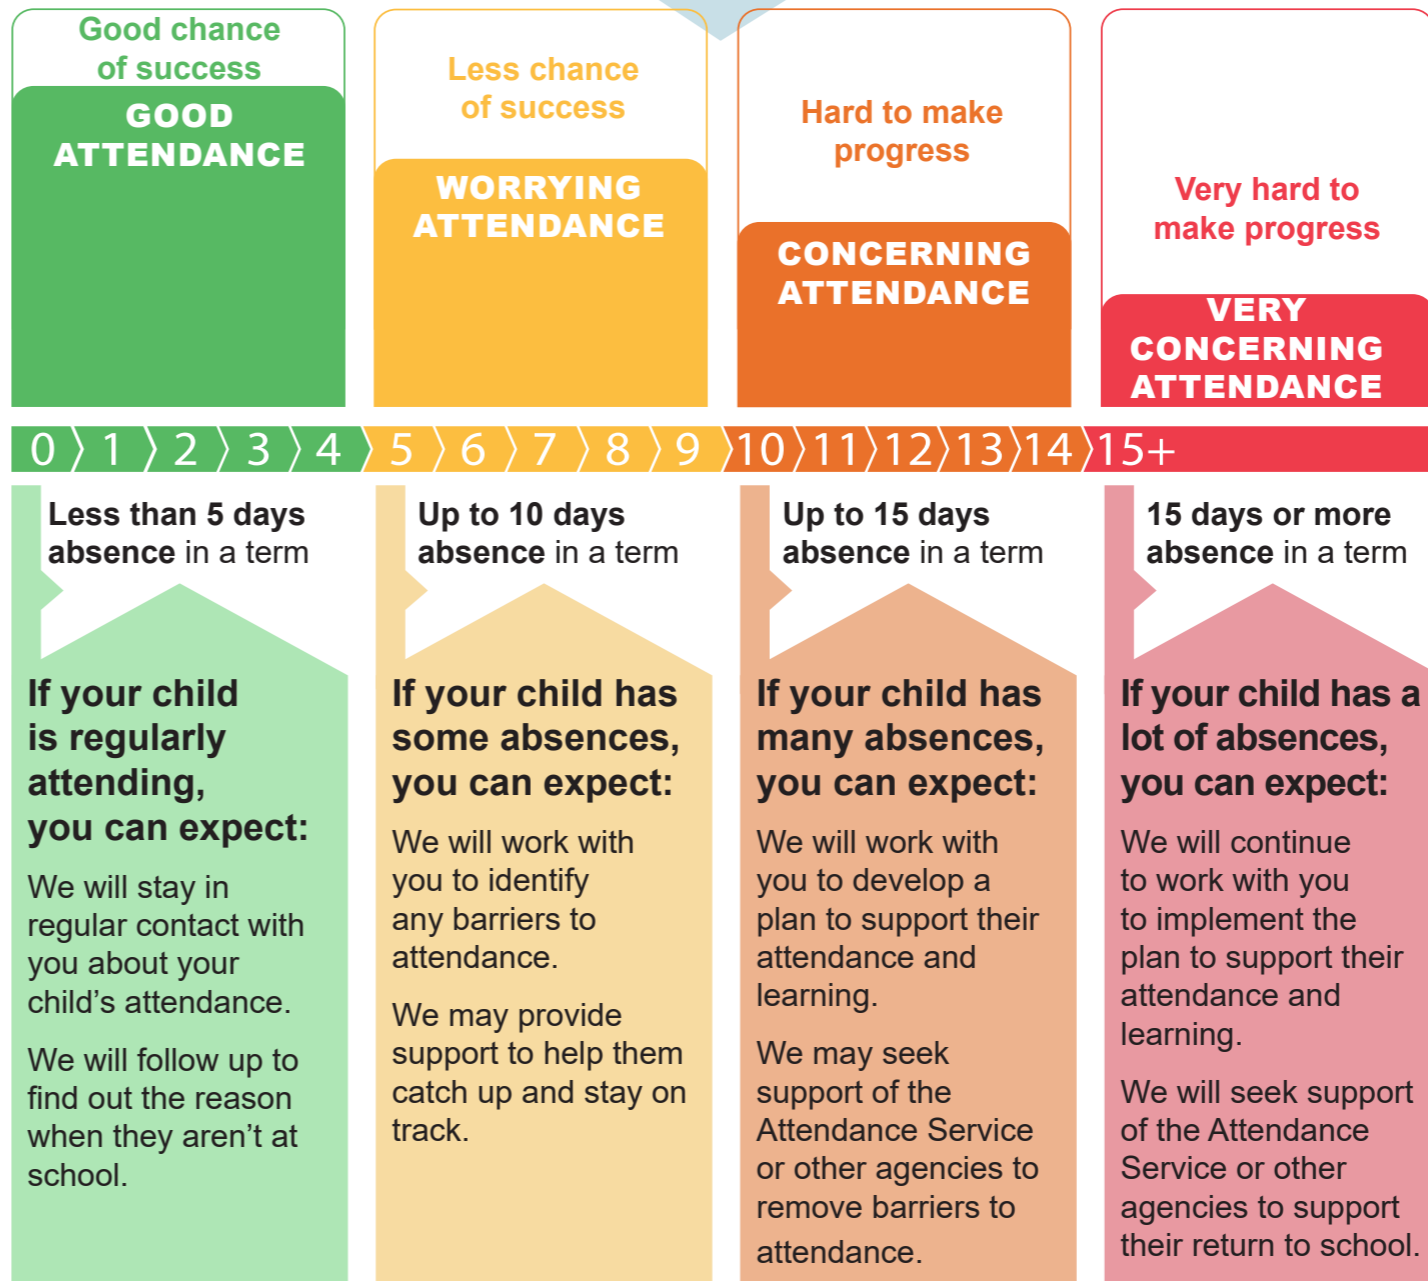 Good chance
of success
GOOD
ATTENDANCE
Less chance
of success
WORRYING
ATTENDANCE
Hard to make
progress
CONCERNING
ATTENDANCE
Very hard to
make progress
VERY
CONCERNING
ATTENDANCE
0 1 2 3 4 5 6 7 8 9 10 11 12 13 14 15+
Less than 5 days
absence in a term
If your child
is regularly
attending,
you can expect:
We will stay in
regular contact with
you about your
child’s attendance.
We will follow up to
find out the reason
when they aren’t at
school.
Up to 10 days
absence in a term
If your child has
some absences,
you can expect:
We will work with
you to identify
any barriers to
attendance.
We may provide
support to help them
catch up and stay on
track.
Up to 15 days
absence in a term
If your child has
many absences,
you can expect:
We will work with
you to develop a
plan to support their
attendance and
learning.
We may seek
support of the
Attendance Service
or other agencies to
remove barriers to
attendance.
15 days or more
absence in a term
If your child has a
lot of absences,
you can expect:
We will continue
to work with you
to implement the
plan to support their
attendance and
learning.
We will seek support
of the Attendance
Service or other
agencies to support
their return to school.